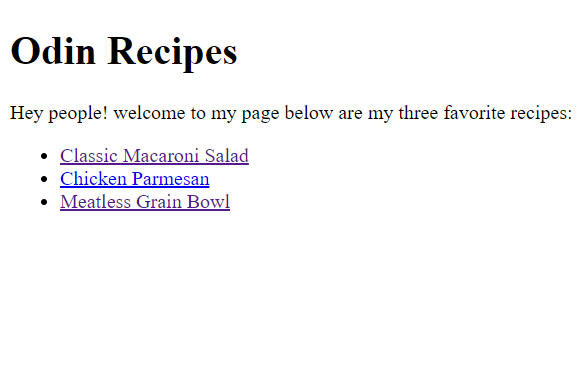 Odin Recipes
Hey people! welcome to my page below are my three favorite recipes:
Classic Macaroni Salad
Chicken Parmesan
Meatless Grain Bowl